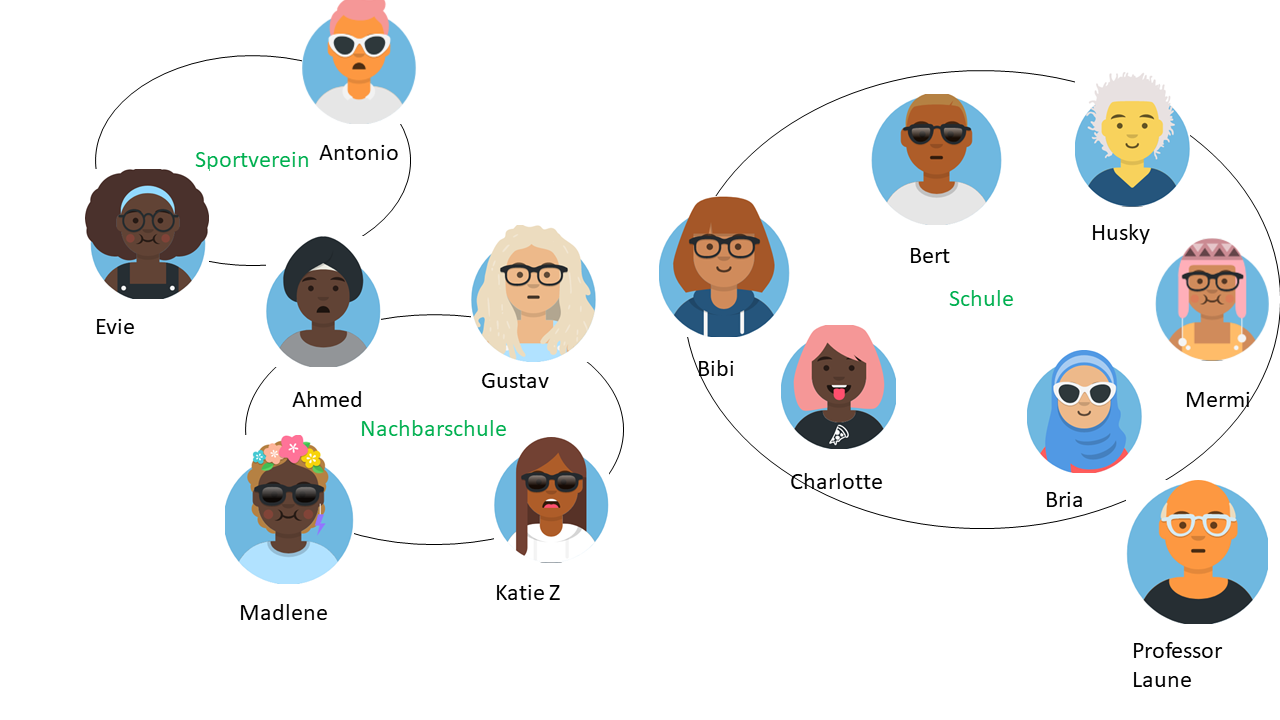 Antonio
Sportverein
Evie
Ahmed
Gustav
Nachbarschule
Madlene
Katie Z
Husky
Bert
Schule
Bibi
Mermi
Charlotte
Bria
Professor
Laune